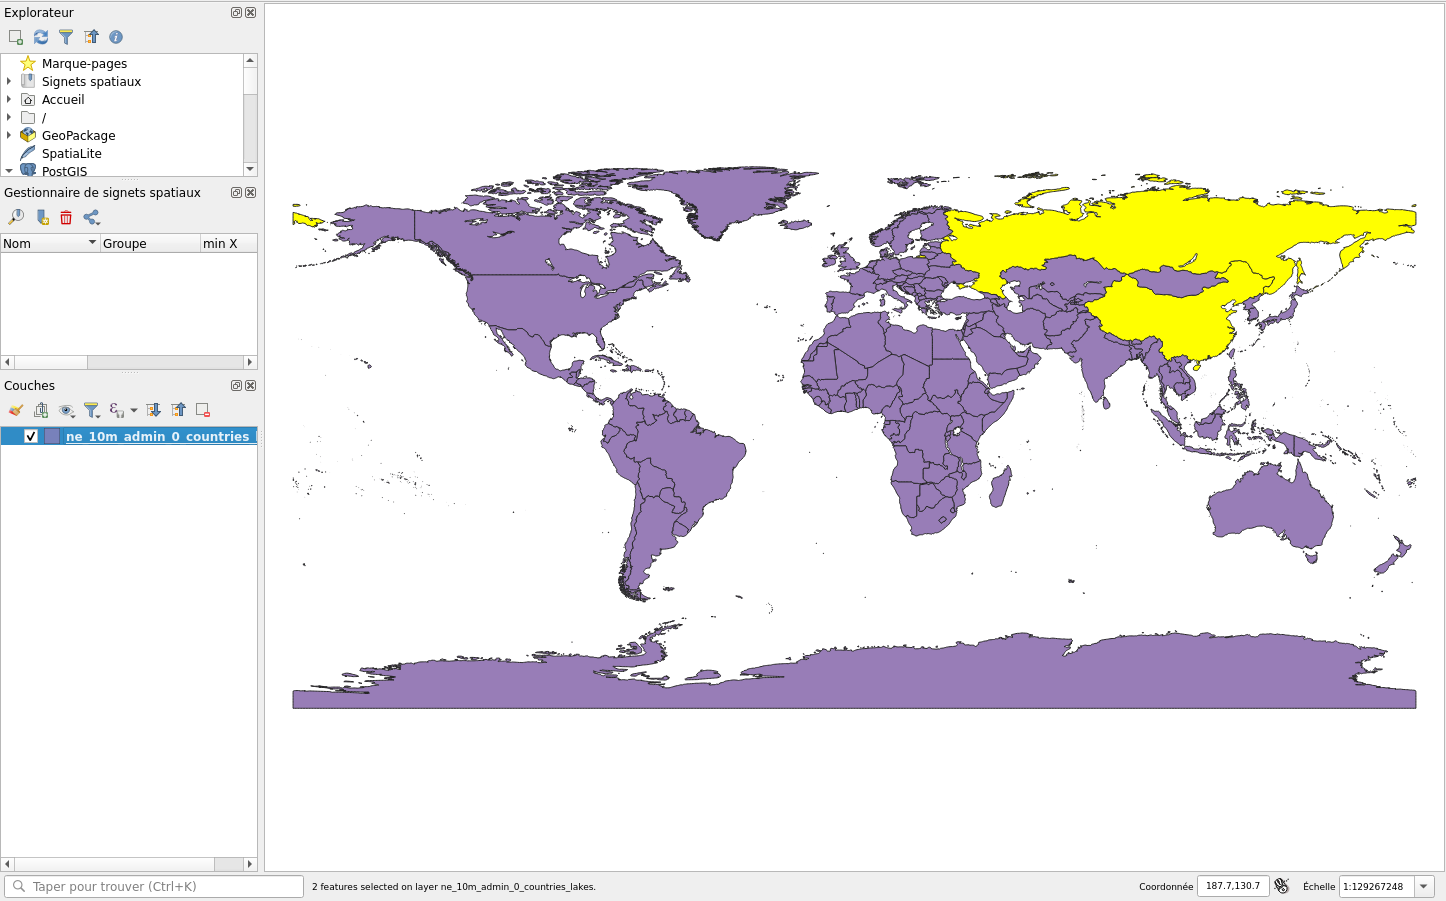 Explorateur
Marque-pages
Signets spatiaux
Accueil
/
GeoPackage
SpatiaLite
PostGIS
Gestionnaire de signets spatiaux
Nom Groupe min X
Couches
ne_10m_admin_0_countries_
Taper pour trouver (Ctrl+K) 2 features selected on layer ne_10m_admin_0_countries_lakes. Coordonnée 187.7,130.7 Échelle 1:129267248